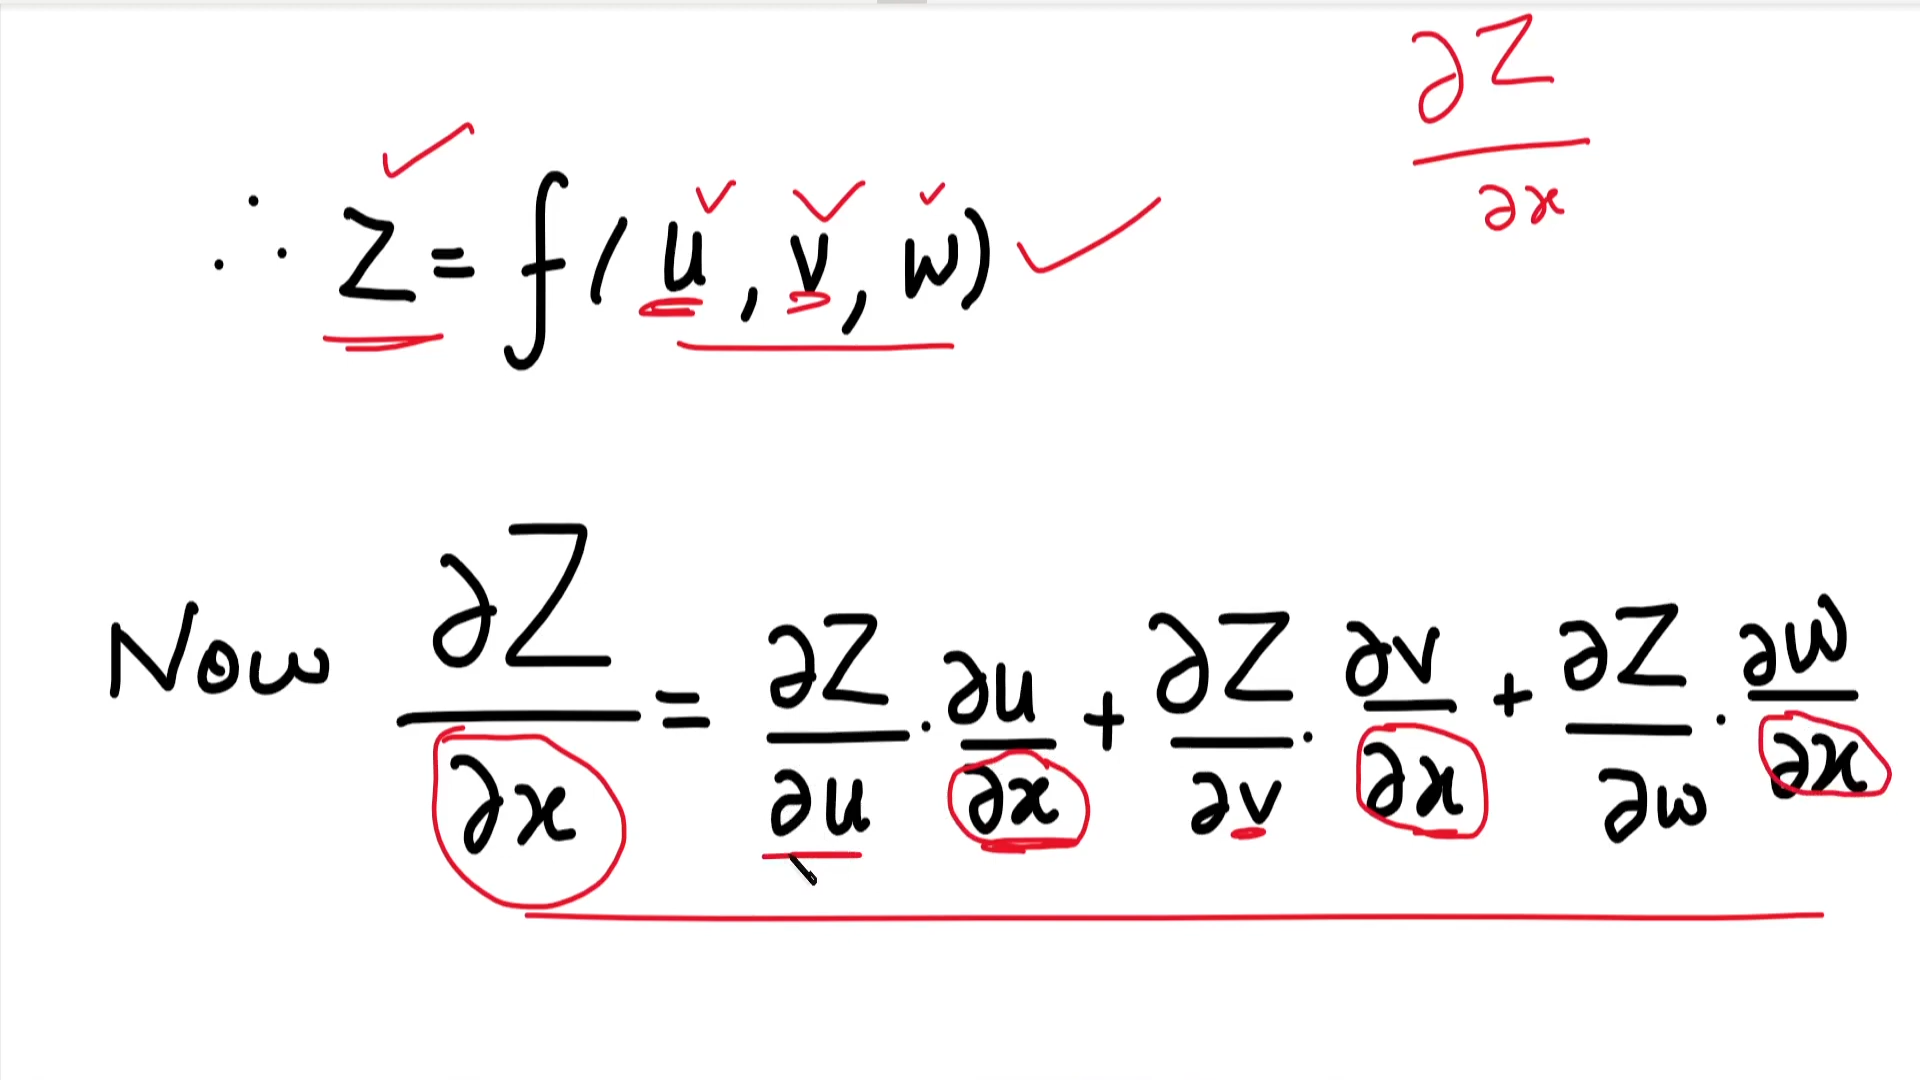 ∂Z/∂x
∴ Z = f(u, v, w)
Now ∂Z/∂x = ∂Z/∂u · ∂u/∂x + ∂Z/∂v · ∂v/∂x + ∂Z/∂w · ∂w/∂x